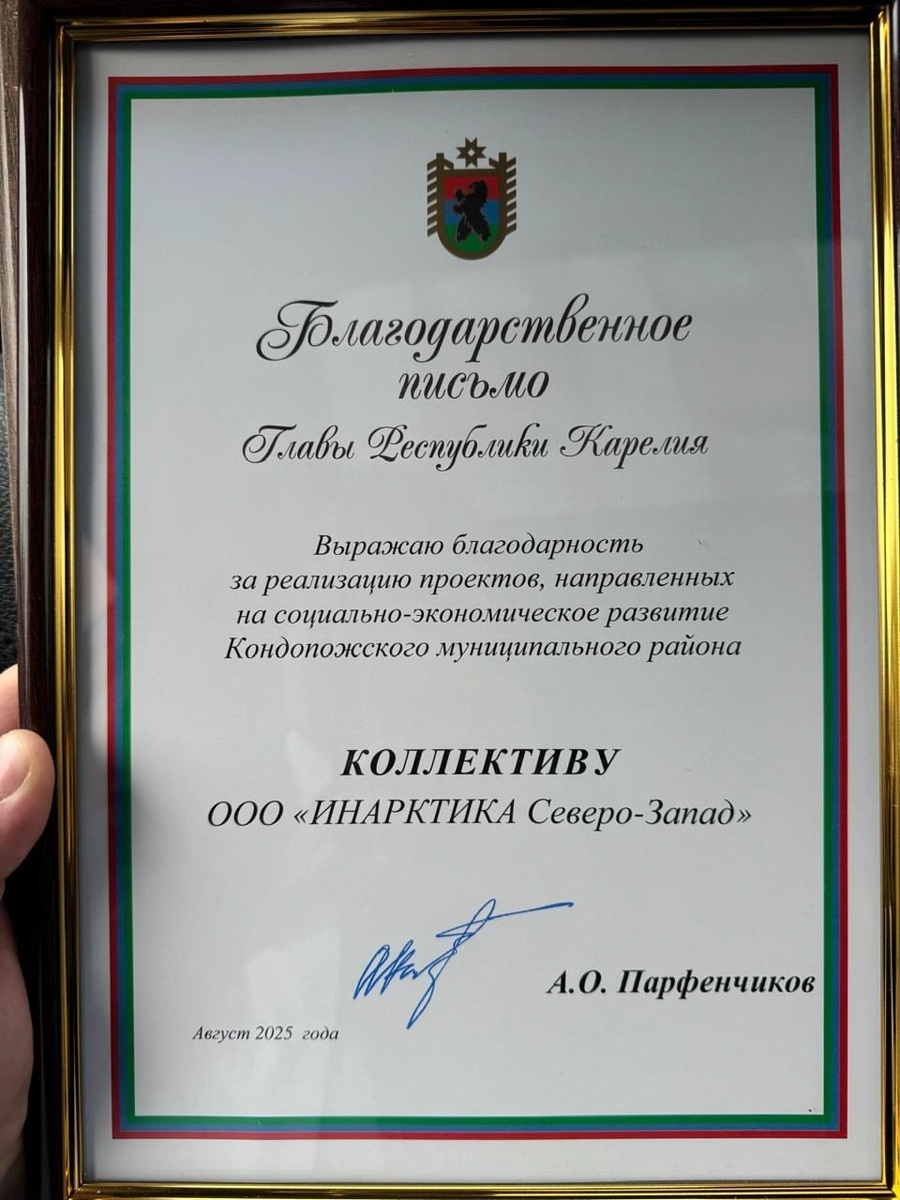 Благодарственное
письмо
Главы Республики Карелия
Выражаю благодарность
за реализацию проектов, направленных
на социально-экономическое развитие
Кондопожского муниципального района
КОЛЛЕКТИВУ
ООО «ИНАРКТИКА Северо-Запад»
А.О. Парфенчиков
Август 2025 года